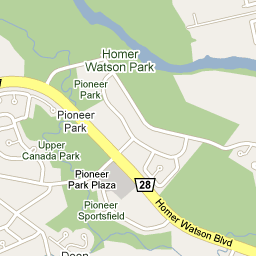 Homer
Watson Park
Pioneer
Park
Pioneer
Park
Upper
Canada Park
Pioneer
Park Plaza
28
Pioneer
Sportsfield
Homer Watson Blvd
Doon